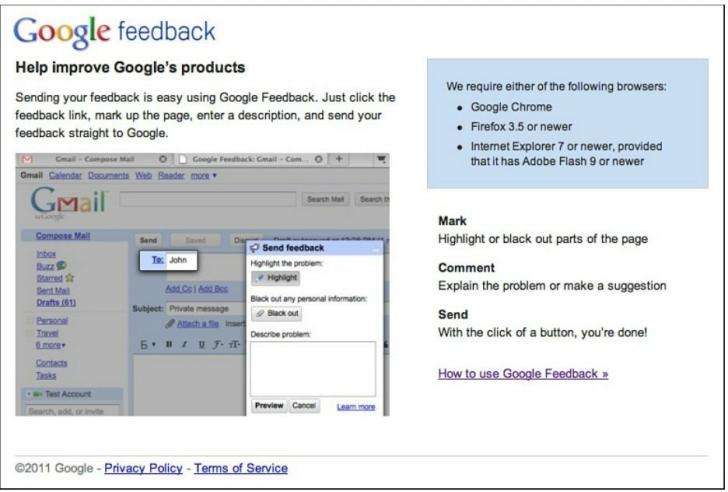 Google feedback
Help improve Google's products
Sending your feedback is easy using Google Feedback. Just click the
feedback link, mark up the page, enter a description, and send your
feedback straight to Google.
Gmail - Compose Mail
Google Feedback: Gmail - Com...
Gmail Calendar Documents Web Reader more ▾
Gmail
by Google
Search Mail
Search th
Compose Mail
Inbox
Buzz
Starred
Sent Mail
Drafts (61)
Personal
Travel
6 more▾
Contacts
Tasks
Test Account
Search, add, or invite
Send
Saved
To: John
Add Cc | Add Bcc
Subject: Private message
Attach a file Insert
B I U
Send feedback
Highlight the problem:
Highlight
Black out any personal information:
Black out
Describe problem:
Preview Cancel Learn more
We require either of the following browsers:
• Google Chrome
• Firefox 3.5 or newer
• Internet Explorer 7 or newer, provided
that it has Adobe Flash 9 or newer
Mark
Highlight or black out parts of the page
Comment
Explain the problem or make a suggestion
Send
With the click of a button, you're done!
How to use Google Feedback »
©2011 Google - Privacy Policy - Terms of Service